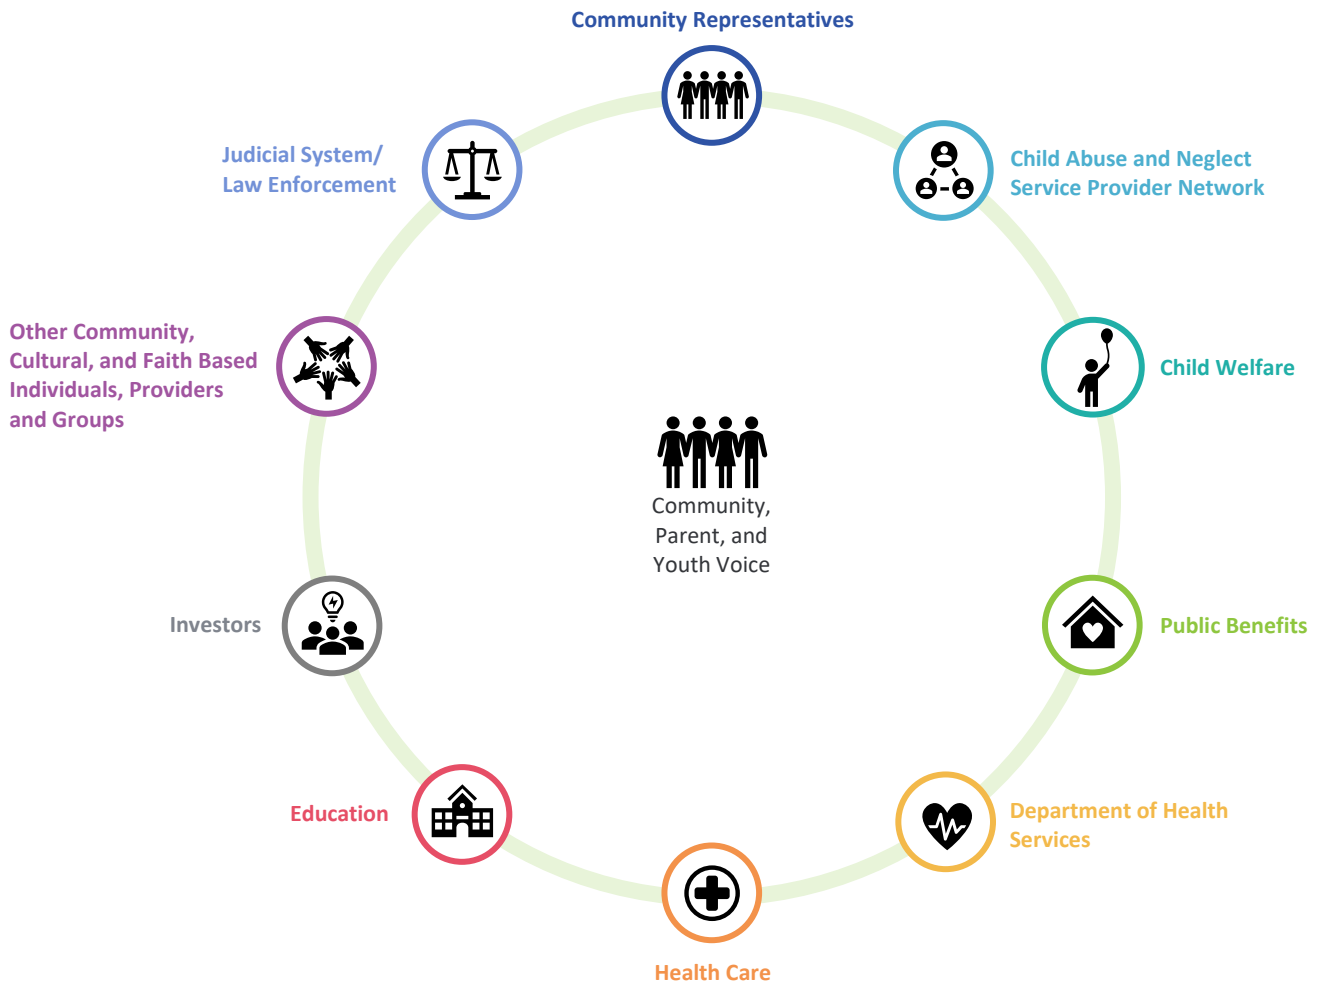 Community Representatives
Child Abuse and Neglect
Service Provider Network
Child Welfare
Public Benefits
Department of Health
Services
Health Care
Education
Investors
Other Community,
Cultural, and Faith Based
Individuals, Providers
and Groups
Judicial System/
Law Enforcement
Community,
Parent, and
Youth Voice